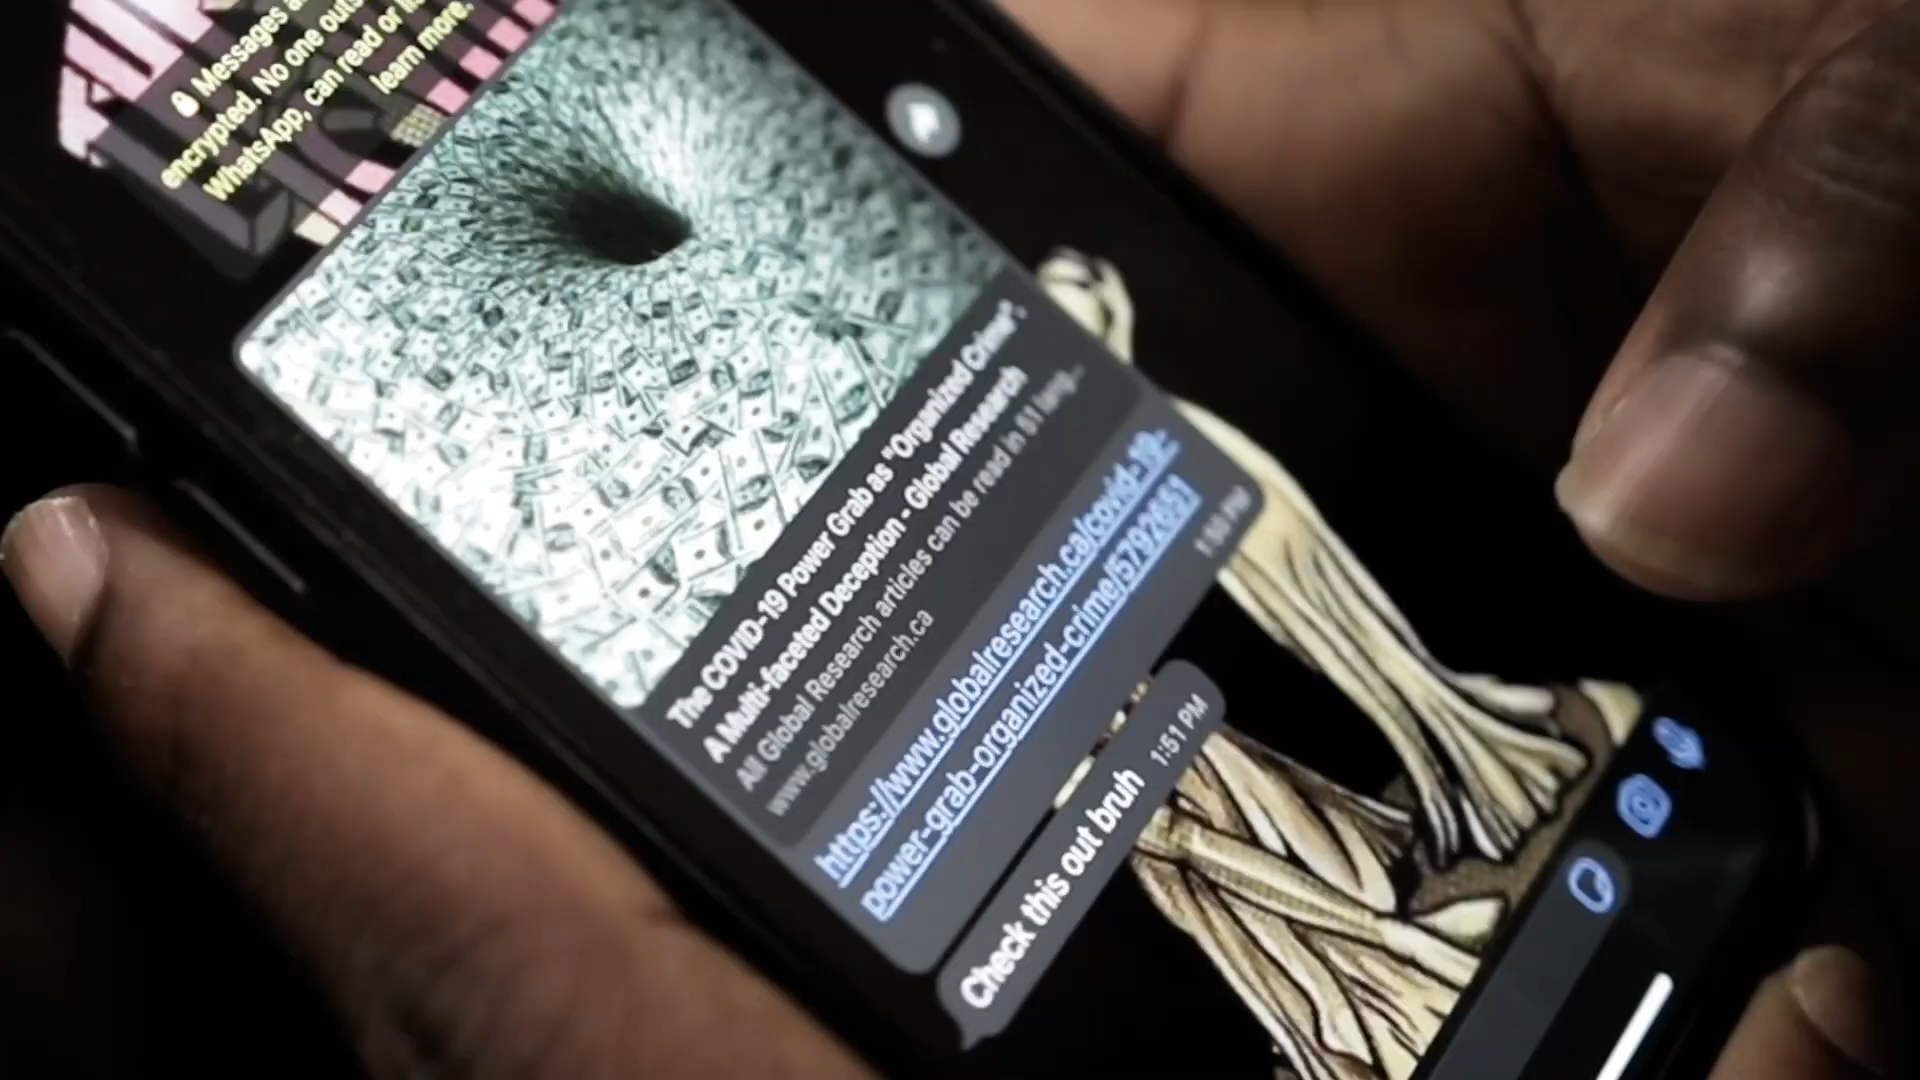 Messages a
encrypted. No one outs
WhatsApp, can read or li
learn more.
The COVID-19 Power Grab as "Organized Crime":
A Multi-faceted Deception - Global Research
All Global Research articles can be read in 51 lang...
www.globalresearch.ca
https://www.globalresearch.ca/covid-19-
power-grab-organized-crime/5792657
1:50 PM
Check this out bruh 1:51 PM